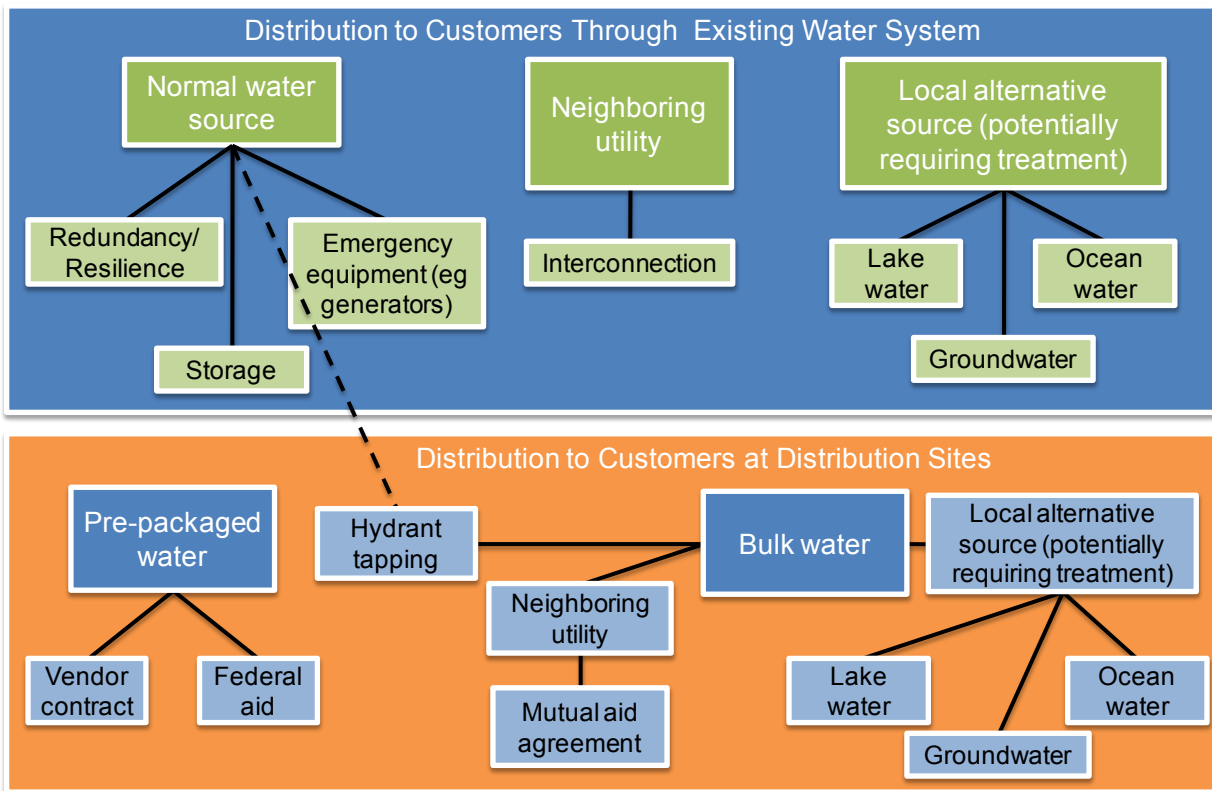 Distribution to Customers Through Existing Water System
Normal water
source
Neighboring
utility
Local alternative
source (potentially
requiring treatment)
Redundancy/
Resilience
Emergency
equipment (eg
generators)
Storage
Interconnection
Lake
water
Ocean
water
Groundwater
Distribution to Customers at Distribution Sites
Pre-packaged
water
Hydrant
tapping
Bulk water
Local alternative
source (potentially
requiring treatment)
Vendor
contract
Federal
aid
Neighboring
utility
Mutual aid
agreement
Lake
water
Ocean
water
Groundwater